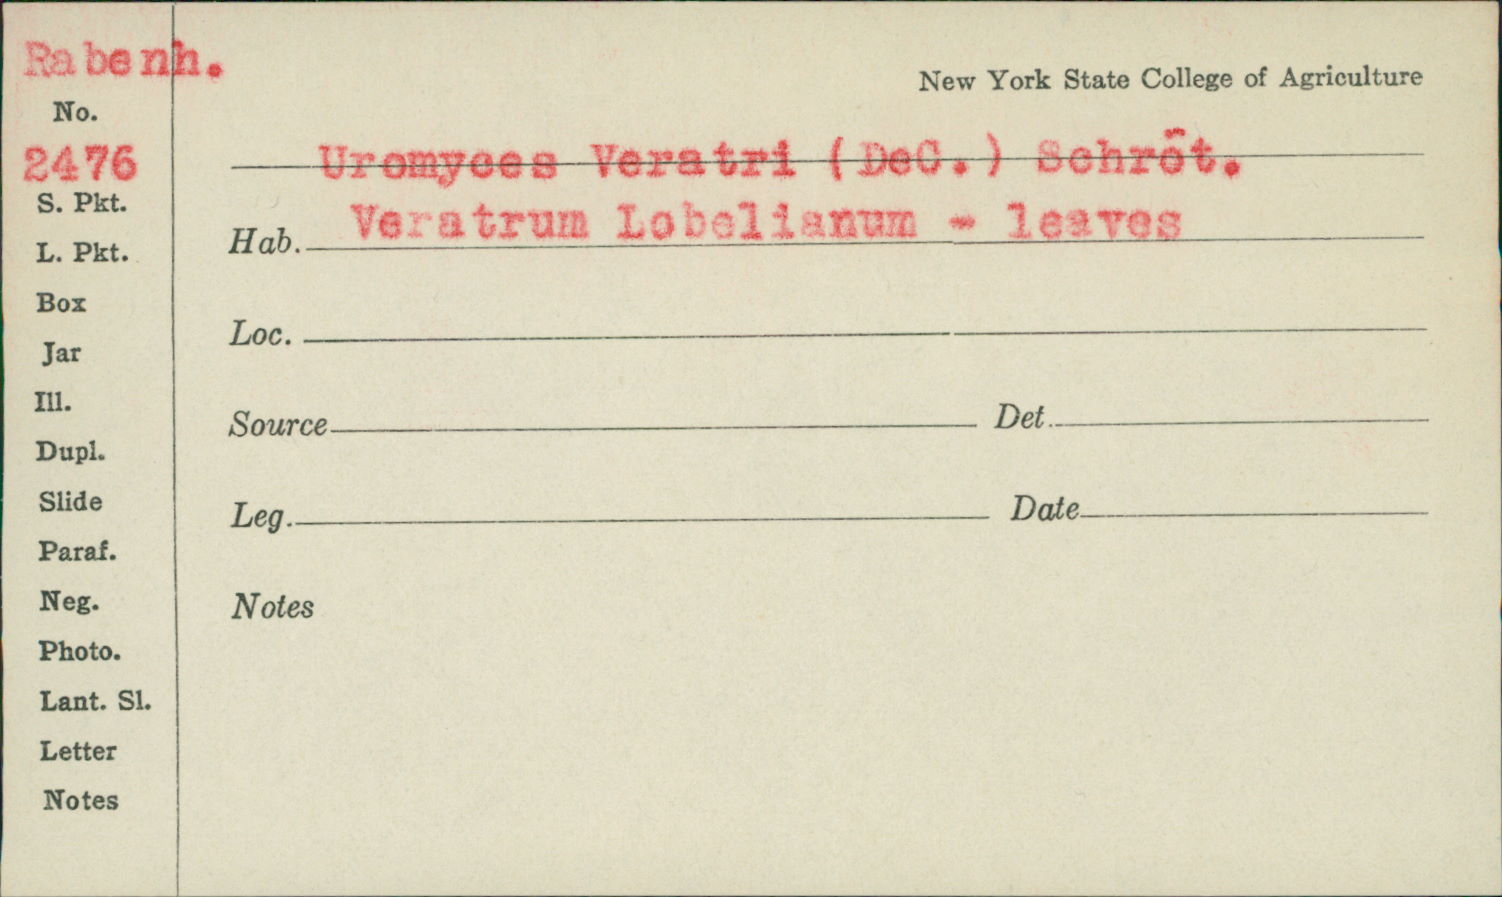 Rabenh.
New York State College of Agriculture
No.
2476
Uromyces Veratri (DeC.) Schröt.
S. Pkt.
Hab. Veratrum Lobelianum - leaves
L. Pkt.
Box
Loc.
Jar
Ill.
Source Det.
Dupl.
Slide
Leg. Date
Paraf.
Neg.
Notes
Photo.
Lant. Sl.
Letter
Notes